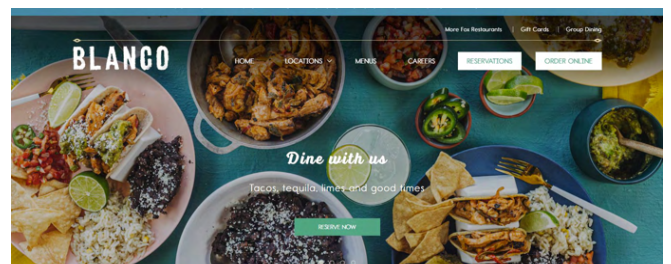 More Fox Restaurants | Gift Cards | Group Dining
BLANCO
HOME LOCATIONS MENUS CAREERS RESERVATIONS ORDER ONLINE
Dine with us
Tacos, tequila, limes and good times
RESERVE NOW